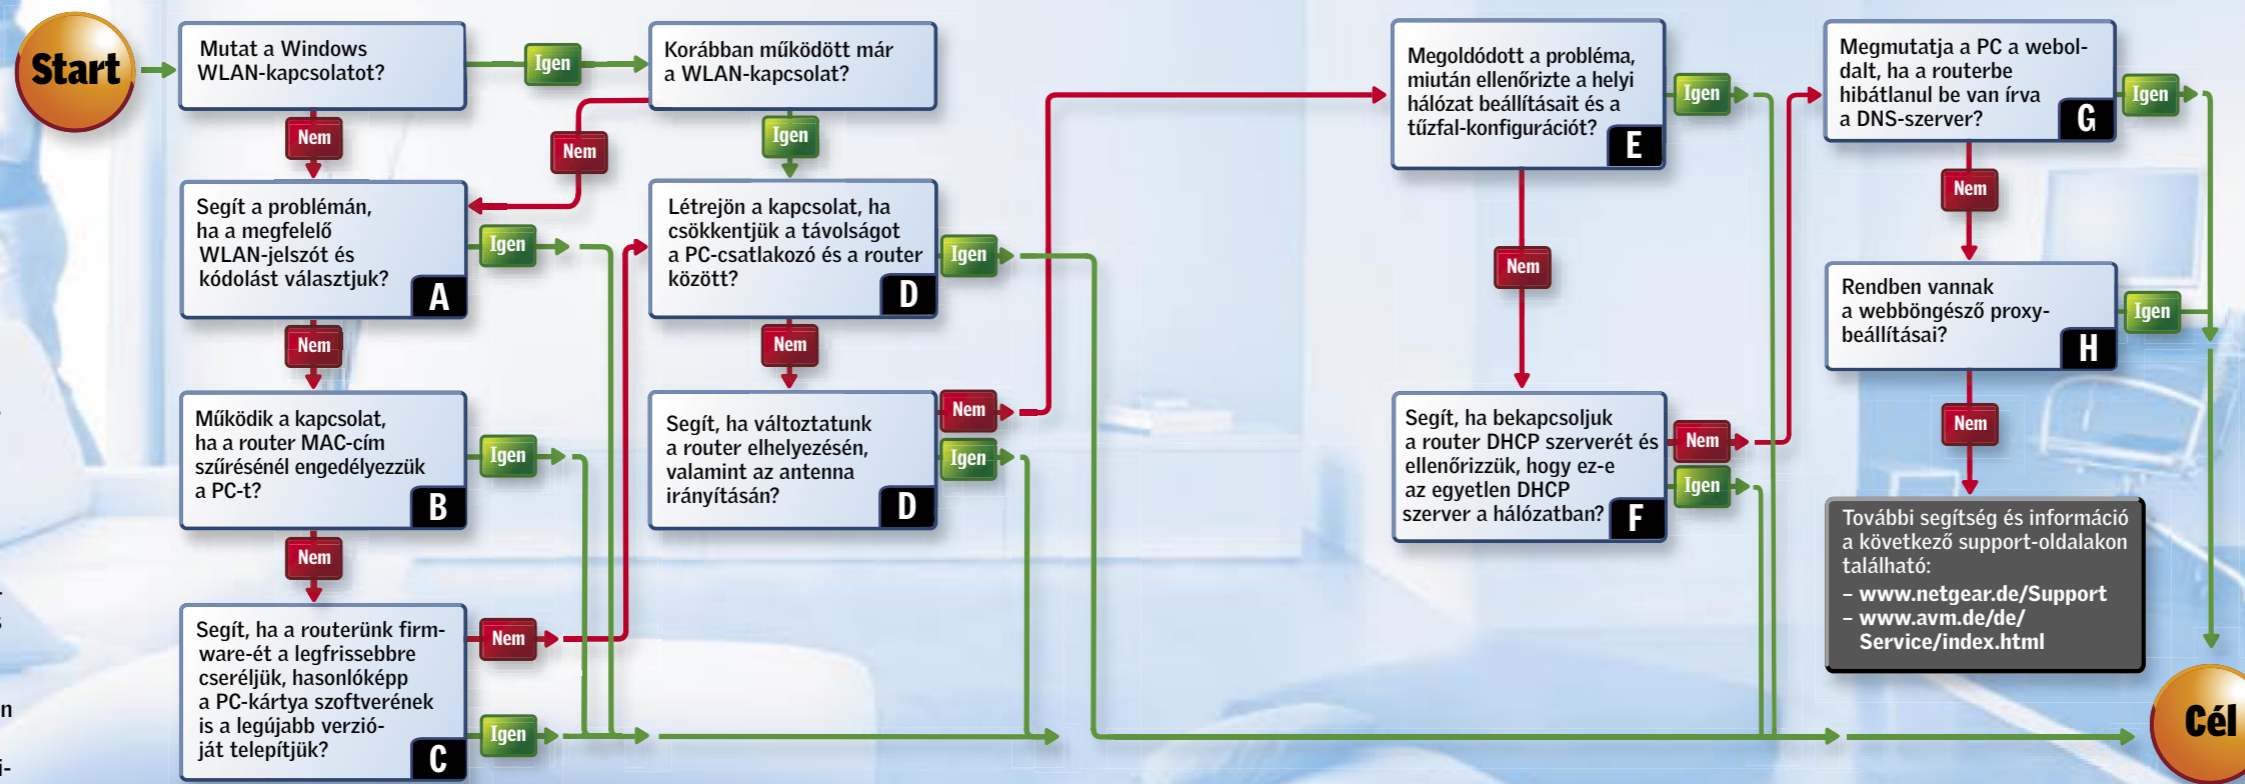 Start
Mutat a Windows
WLAN-kapcsolatot?
Igen
Nem
Korábban működött már
a WLAN-kapcsolat?
Nem
Igen
Segít a problémán,
ha a megfelelő
WLAN-jelszót és
kódolást választjuk?
A
Igen
Nem
Működik a kapcsolat,
ha a router MAC-cím
szűrésénél engedélyezzük
a PC-t?
B
Igen
Nem
Segít, ha a routerünk firm-
ware-ét a legfrissebbre
cseréljük, hasonlóképp
a PC-kártya szoftverének
is a legújabb verzió-
ját telepítjük?
C
Nem
Igen
Létrejön a kapcsolat, ha
csökkentjük a távolságot
a PC-csatlakozó és a router
között?
D
Igen
Nem
Segít, ha változtatunk
a router elhelyezésén,
valamint az antenna
irányításán?
D
Nem
Igen
Megoldódott a probléma,
miután ellenőrizte a helyi
hálózat beállításait és a
tűzfal-konfigurációt?
E
Igen
Nem
Segít, ha bekapcsoljuk
a router DHCP szerverét és
ellenőrizzük, hogy ez-e
az egyetlen DHCP
szerver a hálózatban?
F
Nem
Igen
Megmutatja a PC a webol-
dalt, ha a routerbe
hibátlanul be van írva
a DNS-szerver?
G
Igen
Nem
Rendben vannak
a webböngésző proxy-
beállításai?
H
Igen
Nem
További segítség és információ
a következő support-oldalakon
található:
– www.netgear.de/Support
– www.avm.de/de/
Service/index.html
Cél